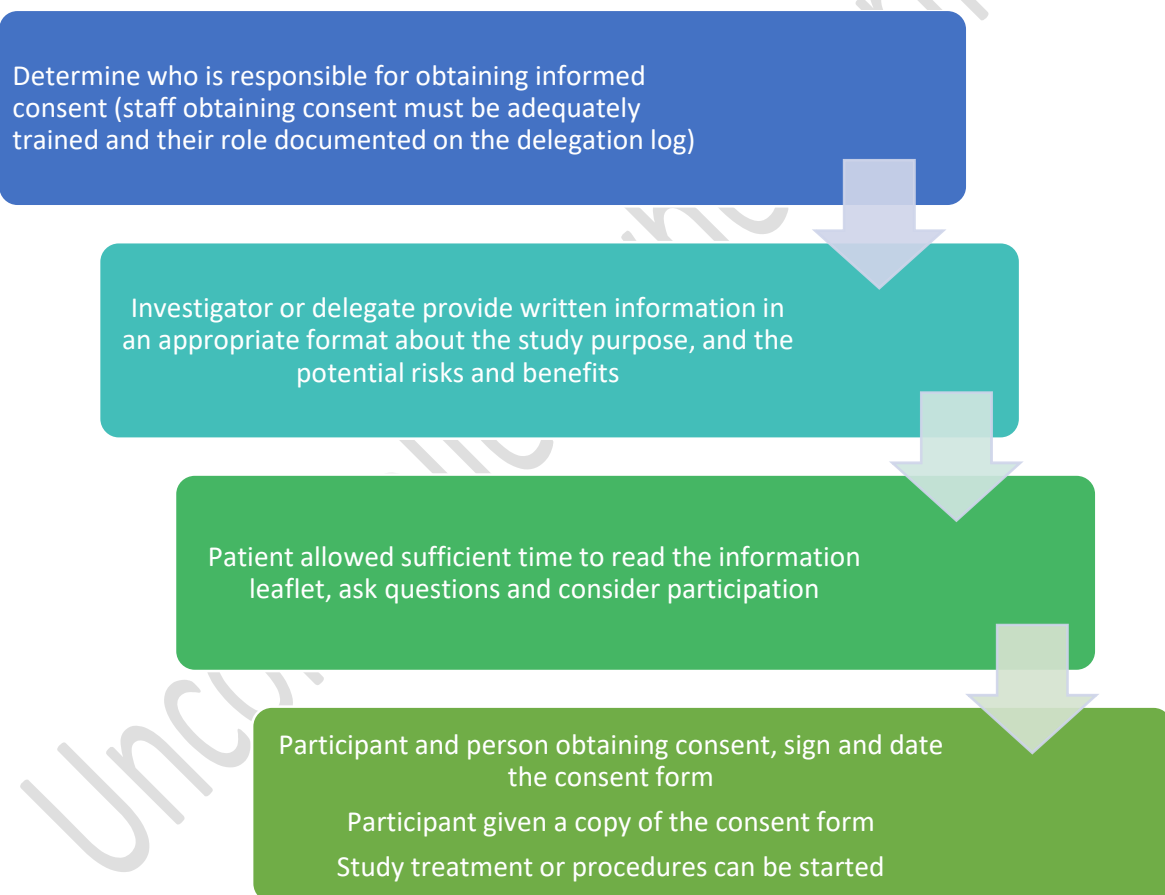 Determine who is responsible for obtaining informed
consent (staff obtaining consent must be adequately
trained and their role documented on the delegation log)
Investigator or delegate provide written information in
an appropriate format about the study purpose, and the
potential risks and benefits
Patient allowed sufficient time to read the information
leaflet, ask questions and consider participation
Participant and person obtaining consent, sign and date
the consent form
Participant given a copy of the consent form
Study treatment or procedures can be started